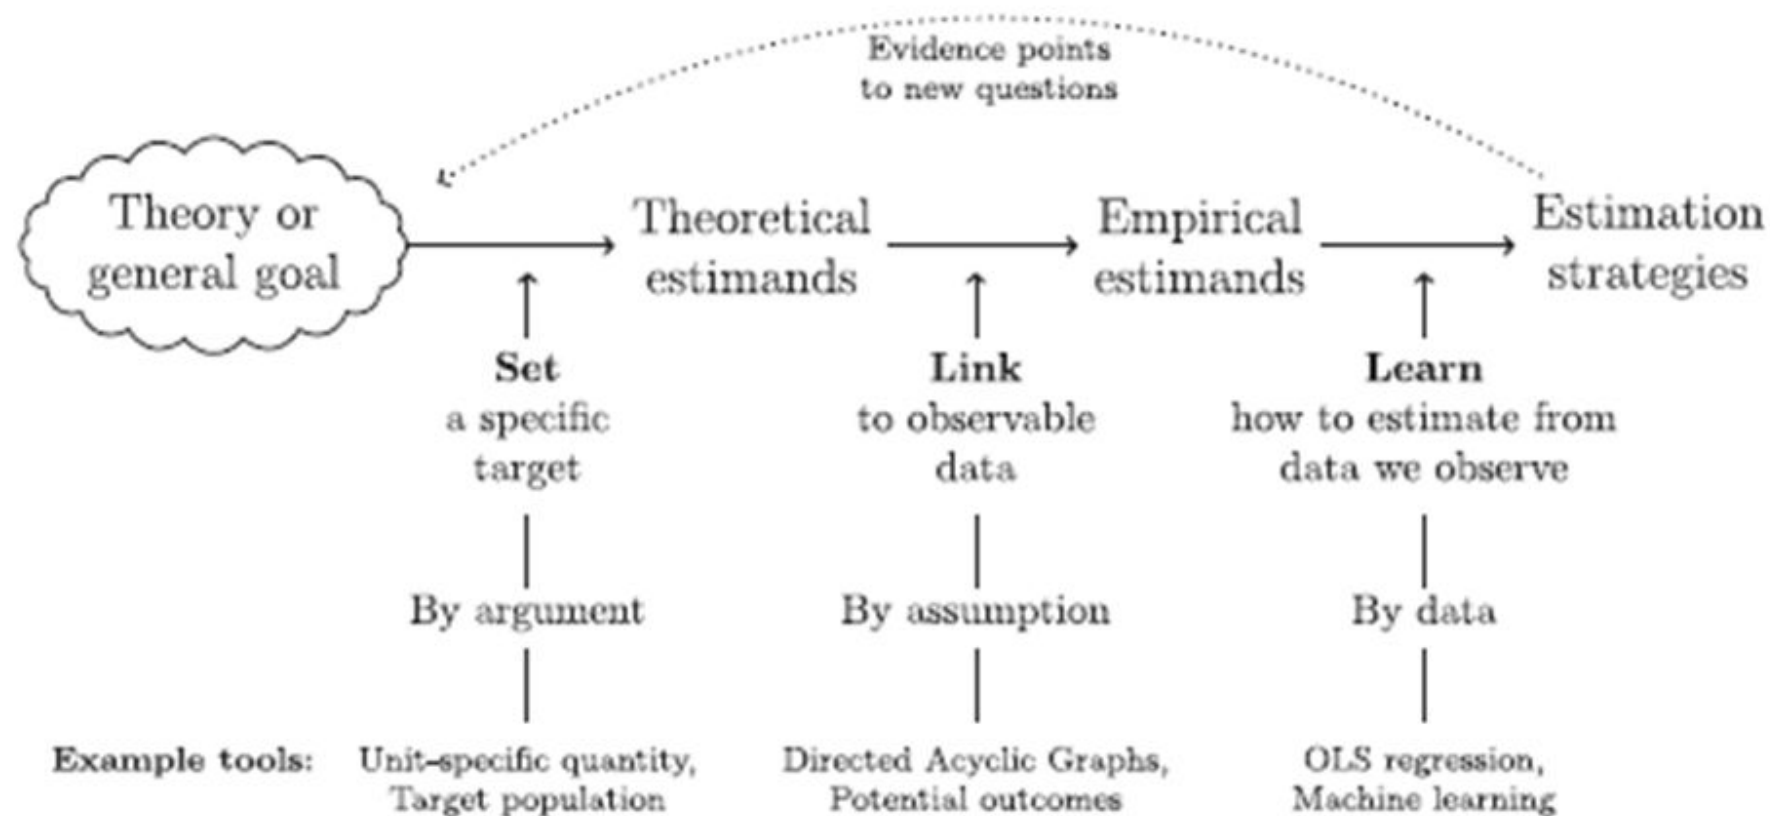 Evidence points
to new questions
Theory or
general goal
Theoretical
estimands
Empirical
estimands
Estimation
strategies
Set
a specific
target
Link
to observable
data
Learn
how to estimate from
data we observe
By argument
By assumption
By data
Example tools:
Unit-specific quantity,
Target population
Directed Acyclic Graphs,
Potential outcomes
OLS regression,
Machine learning